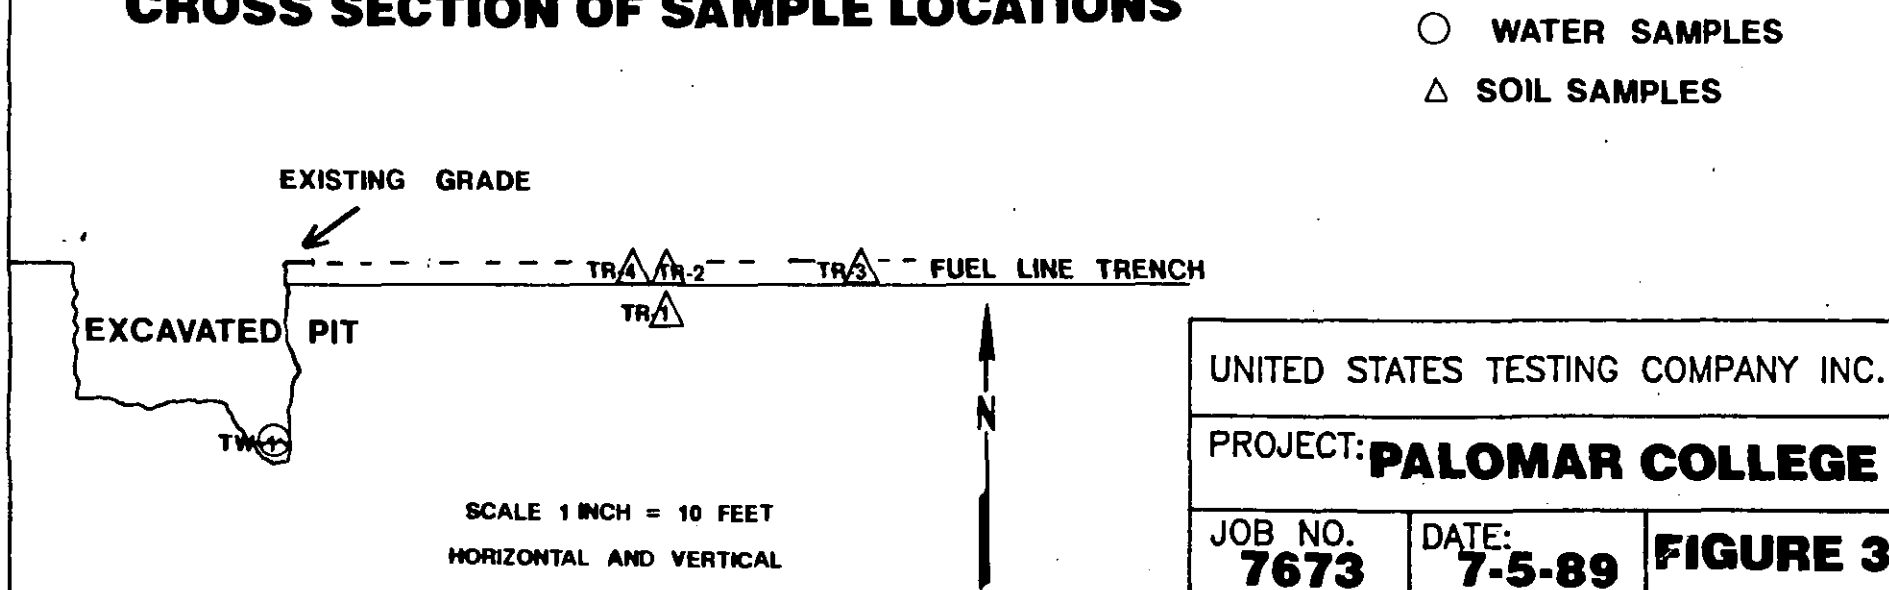 CROSS SECTION OF SAMPLE LOCATIONS
WATER SAMPLES
SOIL SAMPLES
EXISTING GRADE
TR-4 TR-2 TR-3 FUEL LINE TRENCH
TR-1
EXCAVATED PIT
TW-1
N
SCALE 1 INCH = 10 FEET
HORIZONTAL AND VERTICAL
UNITED STATES TESTING COMPANY INC.
PROJECT: PALOMAR COLLEGE
JOB NO. 7673
DATE: 7-5-89
FIGURE 3